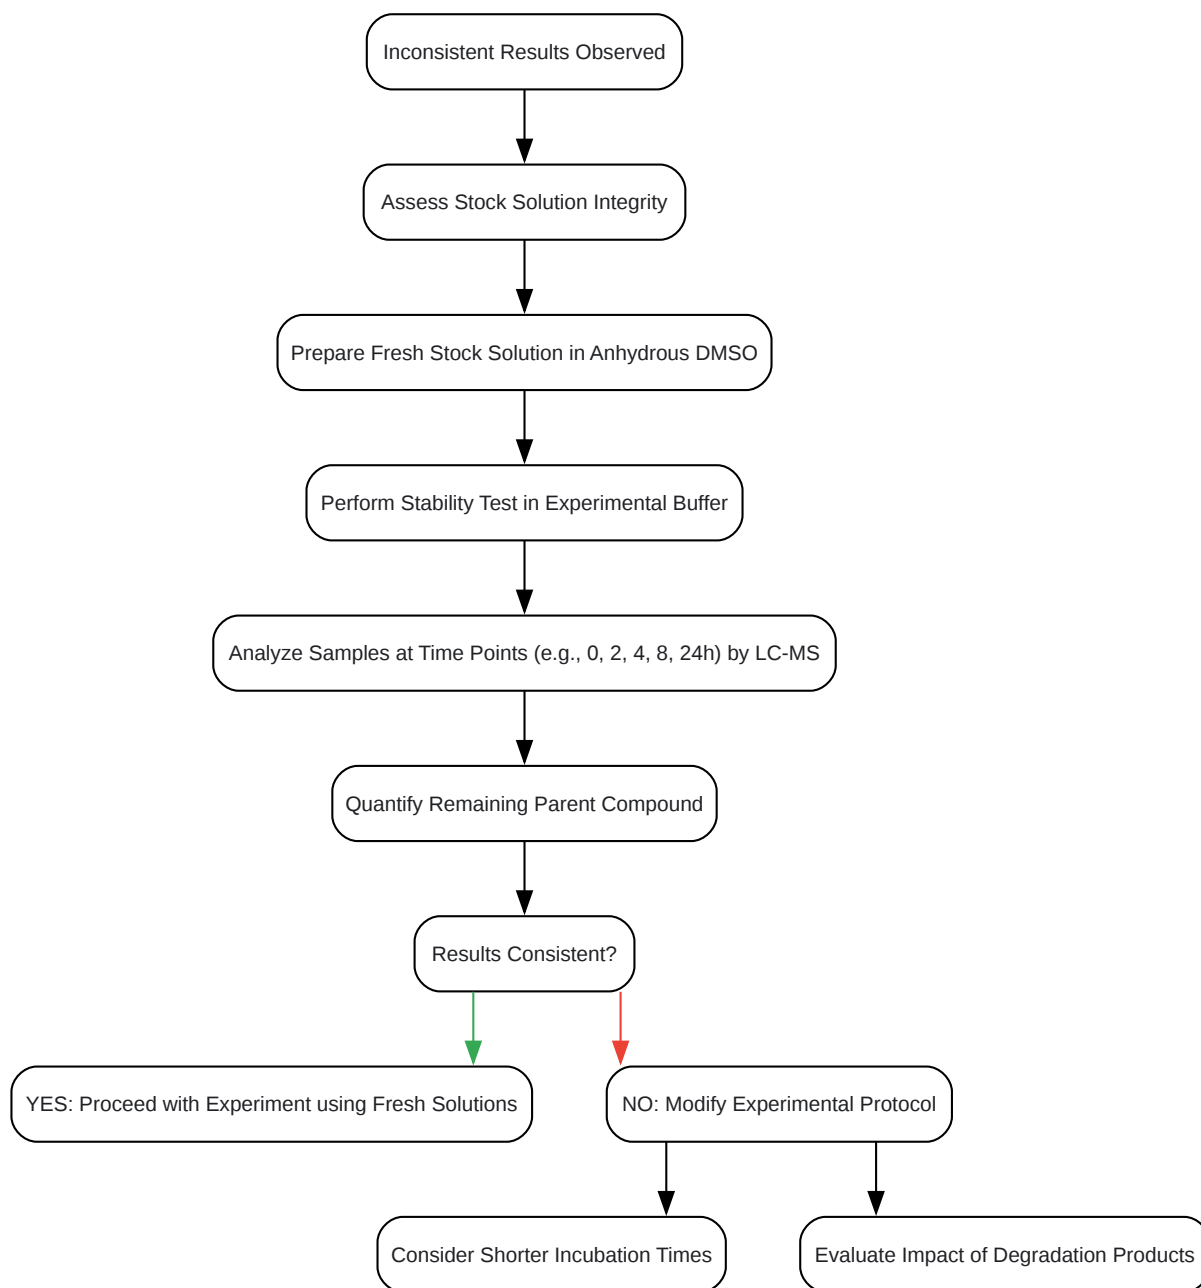 Inconsistent Results Observed
Assess Stock Solution Integrity
Prepare Fresh Stock Solution in Anhydrous DMSO
Perform Stability Test in Experimental Buffer
Analyze Samples at Time Points (e.g., 0, 2, 4, 8, 24h) by LC-MS
Quantify Remaining Parent Compound
Results Consistent?
YES: Proceed with Experiment using Fresh Solutions
NO: Modify Experimental Protocol
Consider Shorter Incubation Times
Evaluate Impact of Degradation Products